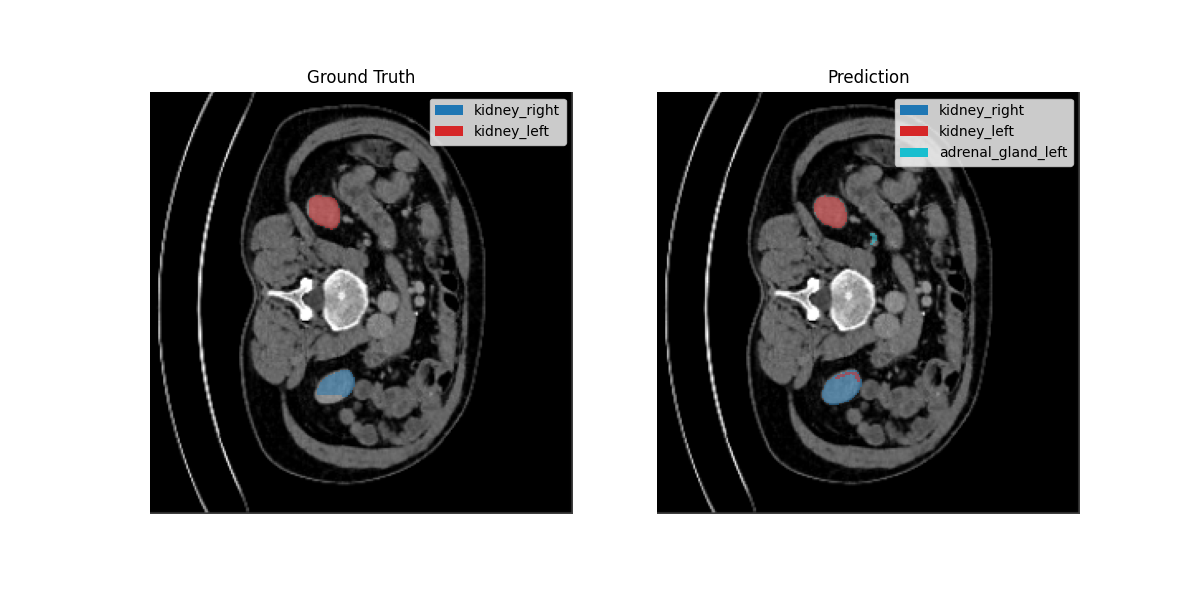 Ground Truth
kidney_right
kidney_left
Prediction
kidney_right
kidney_left
adrenal_gland_left